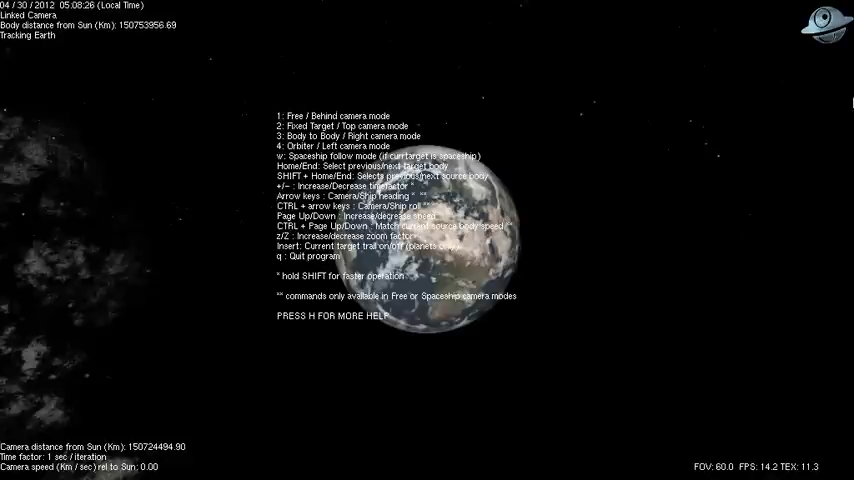 04 / 30 / 2012  05:08:26 (Local Time)
Linked Camera
Body distance from Sun (Km): 150753956.69
Tracking Earth
1: Free / Behind camera mode
2: Fixed Target / Top camera mode
3: Body to Body / Right camera mode
4: Orbiter / Left camera mode
w: Spaceship follow mode (if currtarget is spaceship)
Home/End: Select previous/next target body
SHIFT + Home/End: Selects previous/next source body
+/- : Increase/Decrease timefactor *
Arrow keys : Camera/Ship heading *  **
CTRL + arrow keys : Camera/Ship roll **
Page Up/Down : Increase/decrease speed
CTRL + Page Up/Down : Match current source body speed **
z/Z : Increase/decrease zoom factor
Insert: Current target trail on/off (planets only)
q : Quit program
* hold SHIFT for faster operation
** commands only available in Free or Spaceship camera modes
PRESS H FOR MORE HELP
Camera distance from Sun (Km): 150724494.90
Time factor: 1 sec / iteration
Camera speed (Km / sec) rel to Sun: 0.00
FOV: 60.0  FPS: 14.2 TEX: 11.3